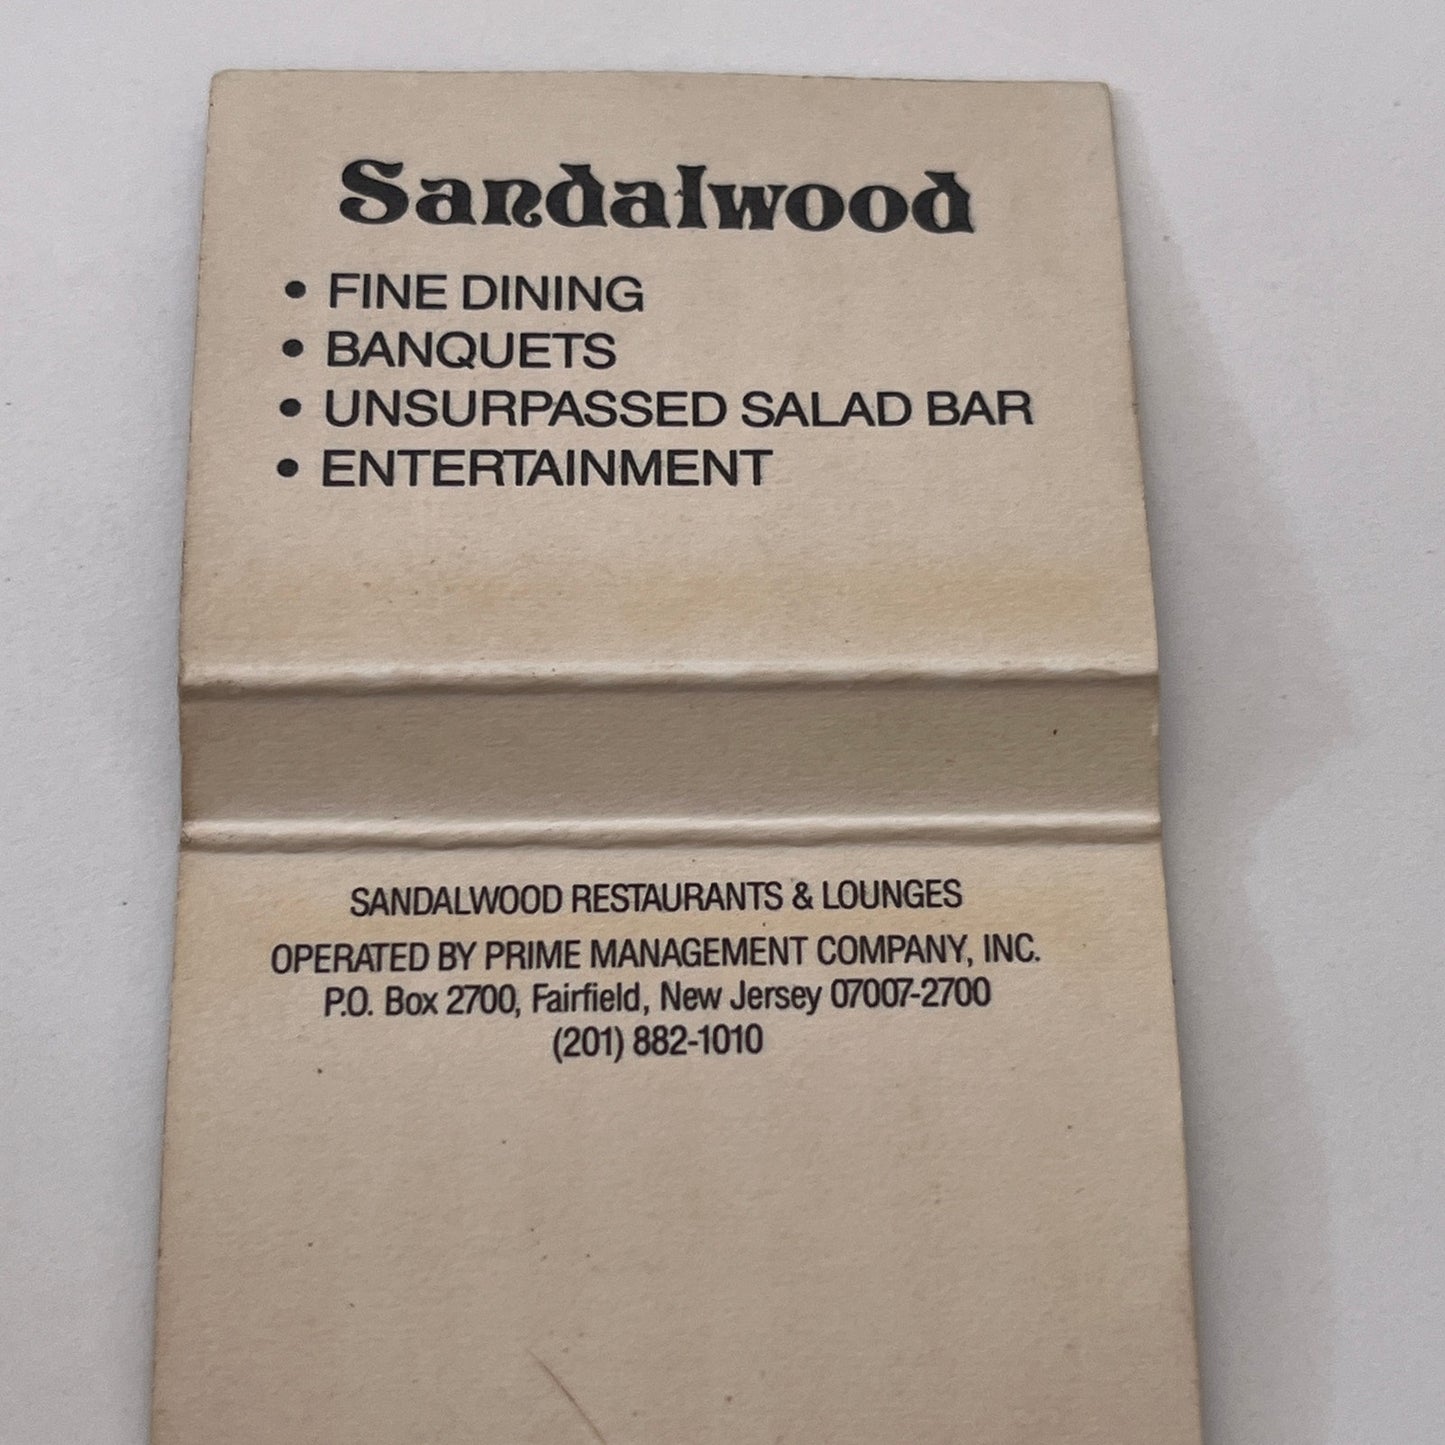 Sandalwood
• FINE DINING
• BANQUETS
• UNSURPASSED SALAD BAR
• ENTERTAINMENT
SANDALWOOD RESTAURANTS & LOUNGES
OPERATED BY PRIME MANAGEMENT COMPANY, INC.
P.O. Box 2700, Fairfield, New Jersey 07007-2700
(201) 882-1010